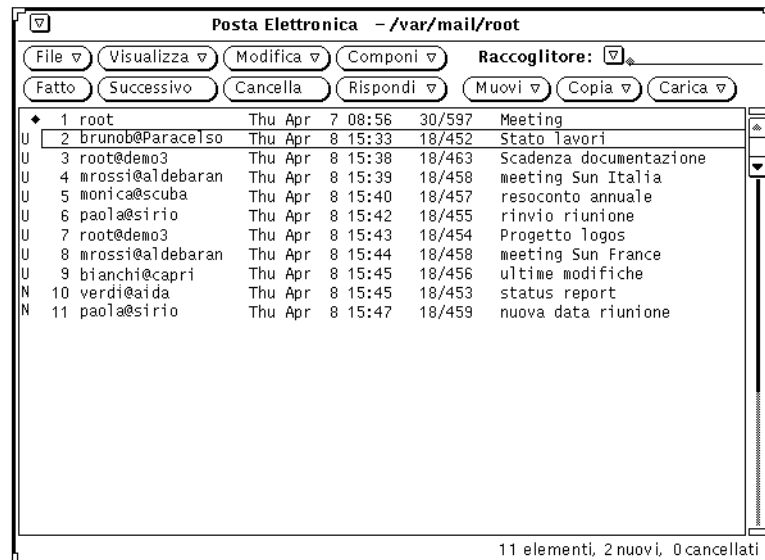 Posta Elettronica – /var/mail/root
File Visualizza Modifica Componi Raccoglitore:
Fatto Successivo Cancella Rispondi Muovi Copia Carica
1 root Thu Apr 7 08:56 30/597 Meeting
U 2 brunob@Paracelso Thu Apr 8 15:33 18/452 Stato lavori
U 3 root@demo3 Thu Apr 8 15:38 18/463 Scadenza documentazione
U 4 mrossi@aldebaran Thu Apr 8 15:39 18/458 meeting Sun Italia
U 5 monica@scuba Thu Apr 8 15:40 18/457 resoconto annuale
U 6 paola@sirio Thu Apr 8 15:42 18/455 rinvio riunione
U 7 root@demo3 Thu Apr 8 15:43 18/454 Progetto logos
U 8 mrossi@aldebaran Thu Apr 8 15:44 18/458 meeting Sun France
U 9 bianchi@capri Thu Apr 8 15:45 18/456 ultime modifiche
N 10 verdi@aida Thu Apr 8 15:45 18/453 status report
N 11 paola@sirio Thu Apr 8 15:47 18/459 nuova data riunione
11 elementi, 2 nuovi, 0 cancellati